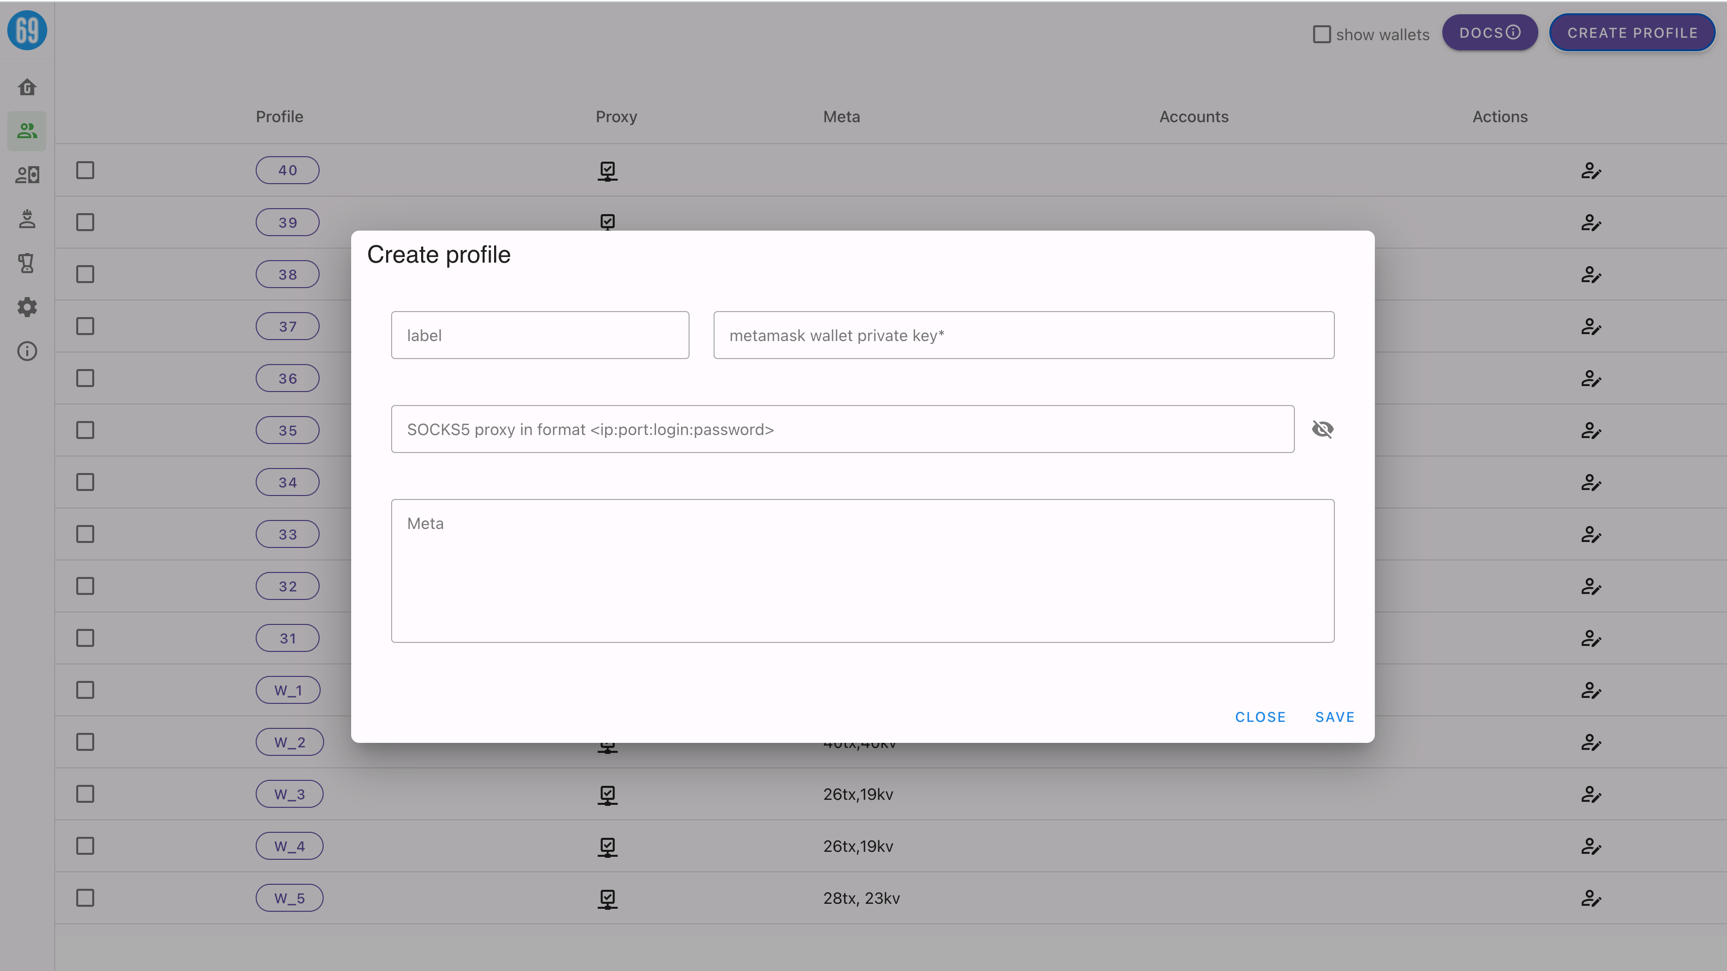 69
show wallets
DOCS
CREATE PROFILE
Profile
Proxy
Meta
Accounts
Actions
40
39
38
37
36
35
34
33
32
31
W_1
Create profile
label
metamask wallet private key*
SOCKS5 proxy in format <ip:port:login:password>
Meta
CLOSE
SAVE
W_2
W_3
26tx,19kv
W_4
26tx,19kv
W_5
28tx, 23kv